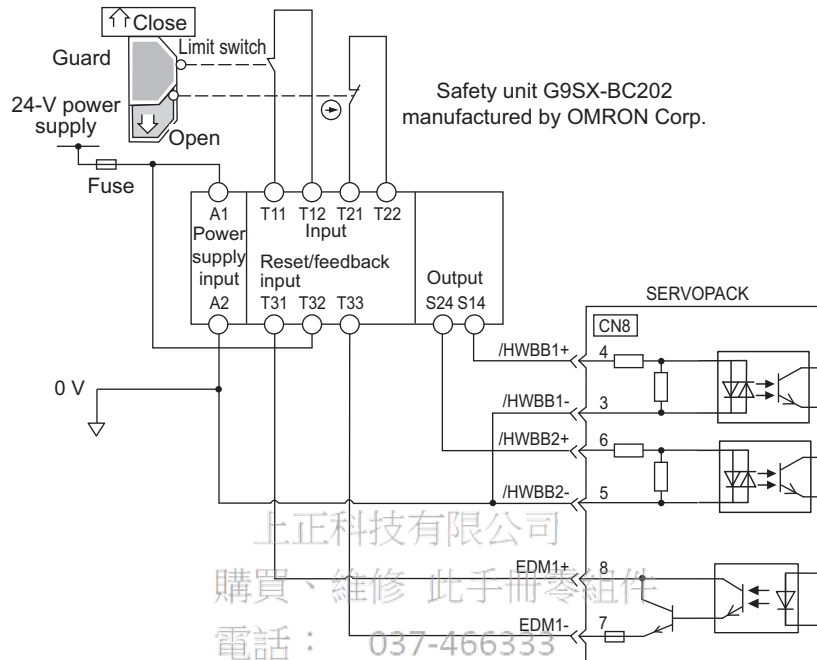 Close
Limit switch
Guard
24-V power
supply
Open
Fuse
Safety unit G9SX-BC202
manufactured by OMRON Corp.
A1 T11 T12 T21 T22
Power
supply
input
Input
Reset/feedback
input
Output
A2 T31 T32 T33 S24 S14
SERVOPACK
CN8
/HWBB1+ 4
0 V
/HWBB1- 3
/HWBB2+ 6
/HWBB2- 5
上正科技有限公司
EDM1+ 8
購買、維修 此手冊零組件
EDM1- 7
電話： 037-466333